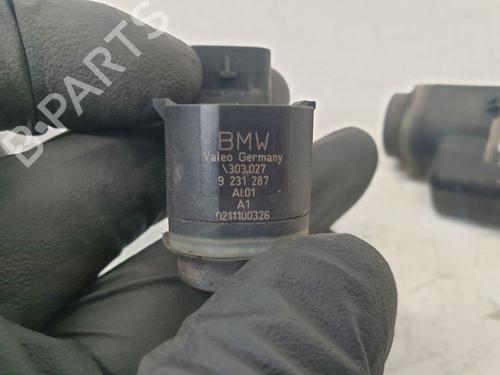 B-PARTS
BMW
Valeo Germany
\303.027
9 231 287
AI:01
A1
0211100326